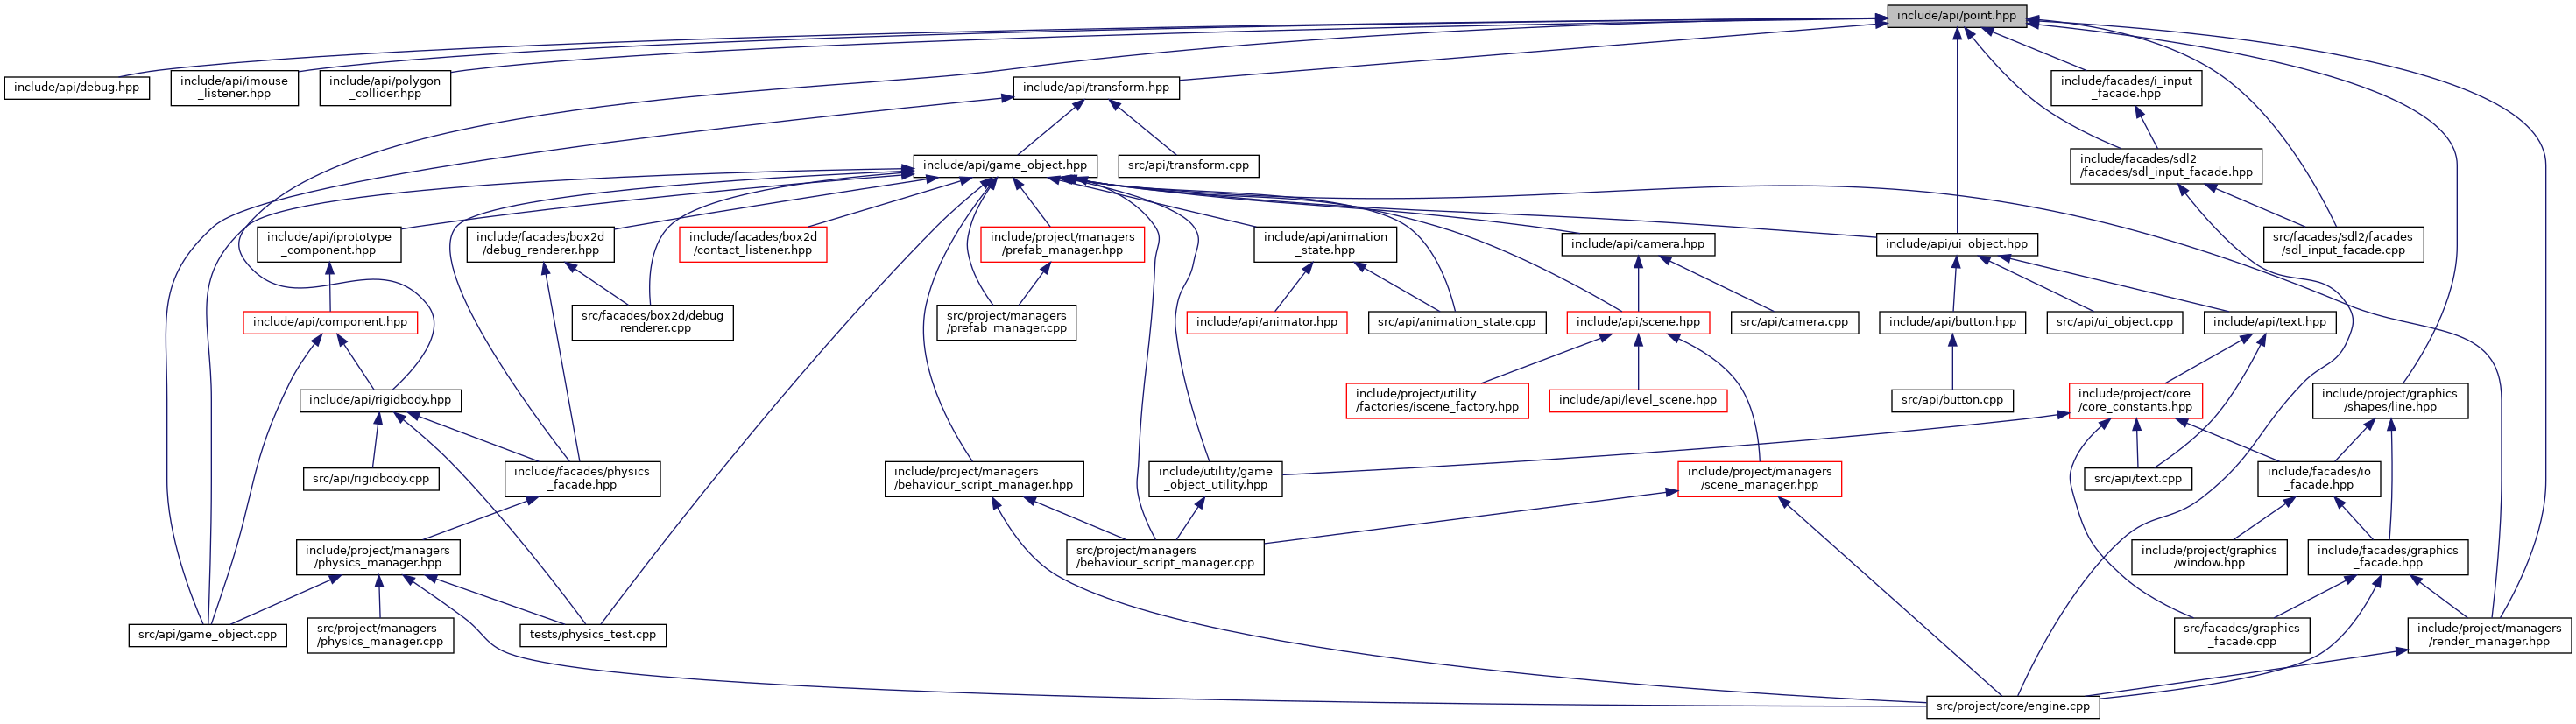 include/api/point.hpp
include/api/debug.hpp
include/api/imouse
_listener.hpp
include/api/polygon
_collider.hpp
include/api/transform.hpp
include/facades/i_input
_facade.hpp
include/api/game_object.hpp
src/api/transform.cpp
include/facades/sdl2
/facades/sdl_input_facade.hpp
include/api/iprototype
_component.hpp
include/facades/box2d
/debug_renderer.hpp
include/facades/box2d
/contact_listener.hpp
include/project/managers
/prefab_manager.hpp
include/api/animation
_state.hpp
include/api/camera.hpp
include/api/ui_object.hpp
src/facades/sdl2/facades
/sdl_input_facade.cpp
include/api/component.hpp
src/facades/box2d/debug
_renderer.cpp
src/project/managers
/prefab_manager.cpp
include/api/animator.hpp
src/api/animation_state.cpp
include/api/scene.hpp
src/api/camera.cpp
include/api/button.hpp
src/api/ui_object.cpp
include/api/text.hpp
include/api/rigidbody.hpp
include/project/utility
/factories/iscene_factory.hpp
include/api/level_scene.hpp
src/api/button.cpp
include/project/core
/core_constants.hpp
include/project/graphics
/shapes/line.hpp
src/api/rigidbody.cpp
include/facades/physics
_facade.hpp
include/project/managers
/behaviour_script_manager.hpp
include/utility/game
_object_utility.hpp
include/project/managers
/scene_manager.hpp
src/api/text.cpp
include/facades/io
_facade.hpp
include/project/managers
/physics_manager.hpp
src/project/managers
/behaviour_script_manager.cpp
include/project/graphics
/window.hpp
include/facades/graphics
_facade.hpp
src/api/game_object.cpp
src/project/managers
/physics_manager.cpp
tests/physics_test.cpp
src/facades/graphics
_facade.cpp
include/project/managers
/render_manager.hpp
src/project/core/engine.cpp